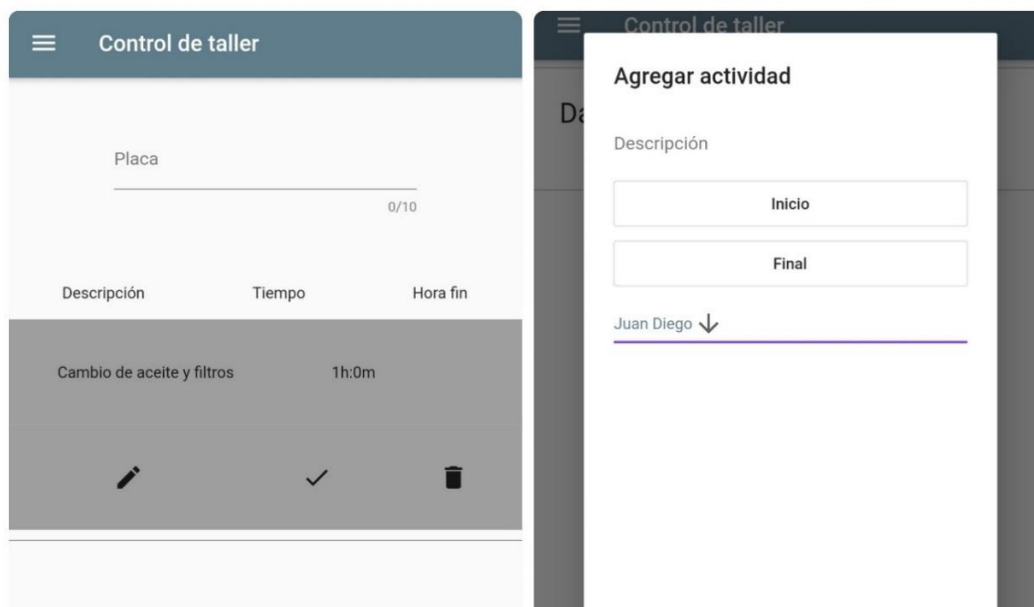 Control de taller
Placa
0/10
Descripción Tiempo Hora fin
Cambio de aceite y filtros 1h:0m
Control de taller
Da
Agregar actividad
Descripción
Inicio
Final
Juan Diego